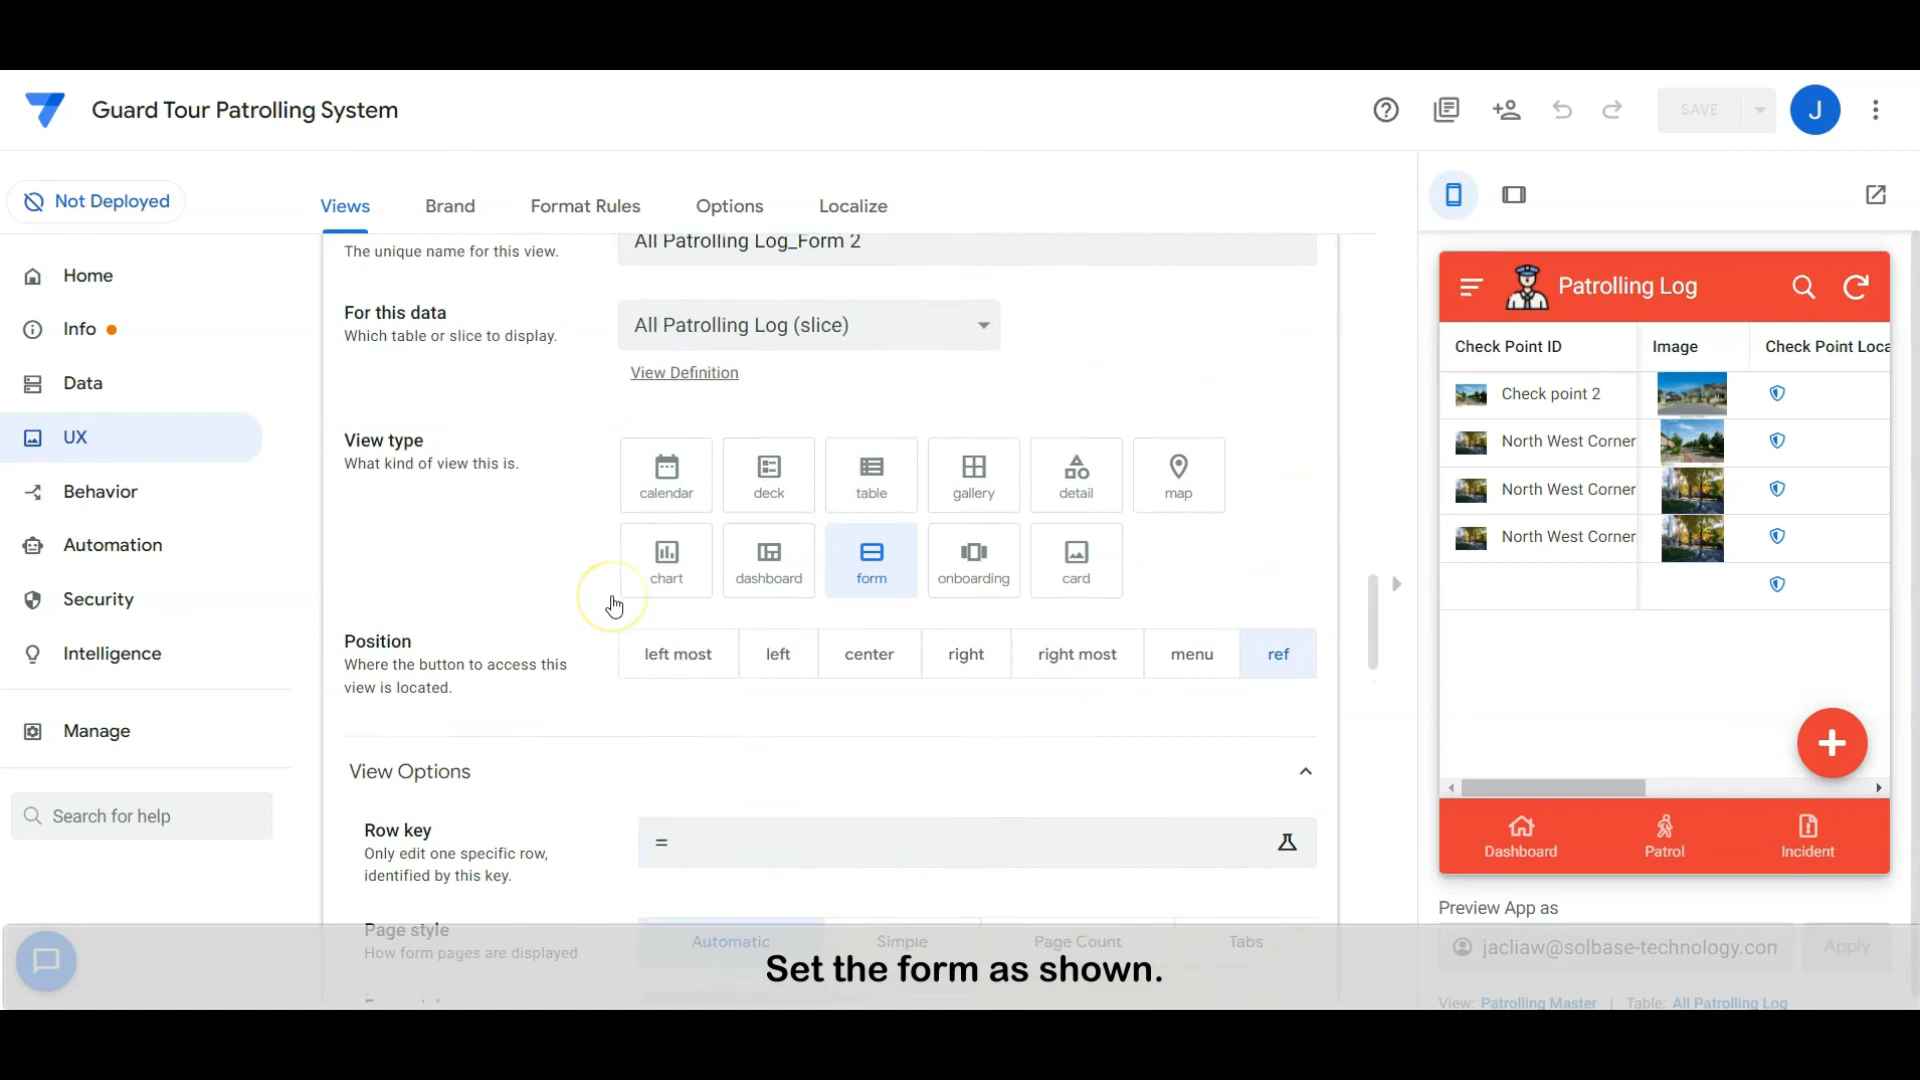 Guard Tour Patrolling System
SAVE
J
Not Deployed
Views
Brand
Format Rules
Options
Localize
Home
Info
Data
UX
Behavior
Automation
Security
Intelligence
Manage
Search for help
The unique name for this view.
All Patrolling Log_Form 2
For this data
Which table or slice to display.
All Patrolling Log (slice)
View Definition
View type
What kind of view this is.
calendar
deck
table
gallery
detail
map
chart
dashboard
form
onboarding
card
Position
Where the button to access this
view is located.
left most
left
center
right
right most
menu
ref
View Options
Row key
Only edit one specific row,
identified by this key.
=
Page style
How form pages are displayed
Automatic
Simple
Page Count
Tabs
Set the form as shown.
Patrolling Log
Check Point ID
Image
Check Point Loca
Check point 2
North West Corner
North West Corner
North West Corner
Dashboard
Patrol
Incident
Preview App as
jacliaw@solbase-technology.com
Apply
View: Patrolling Master | Table: All Patrolling Log